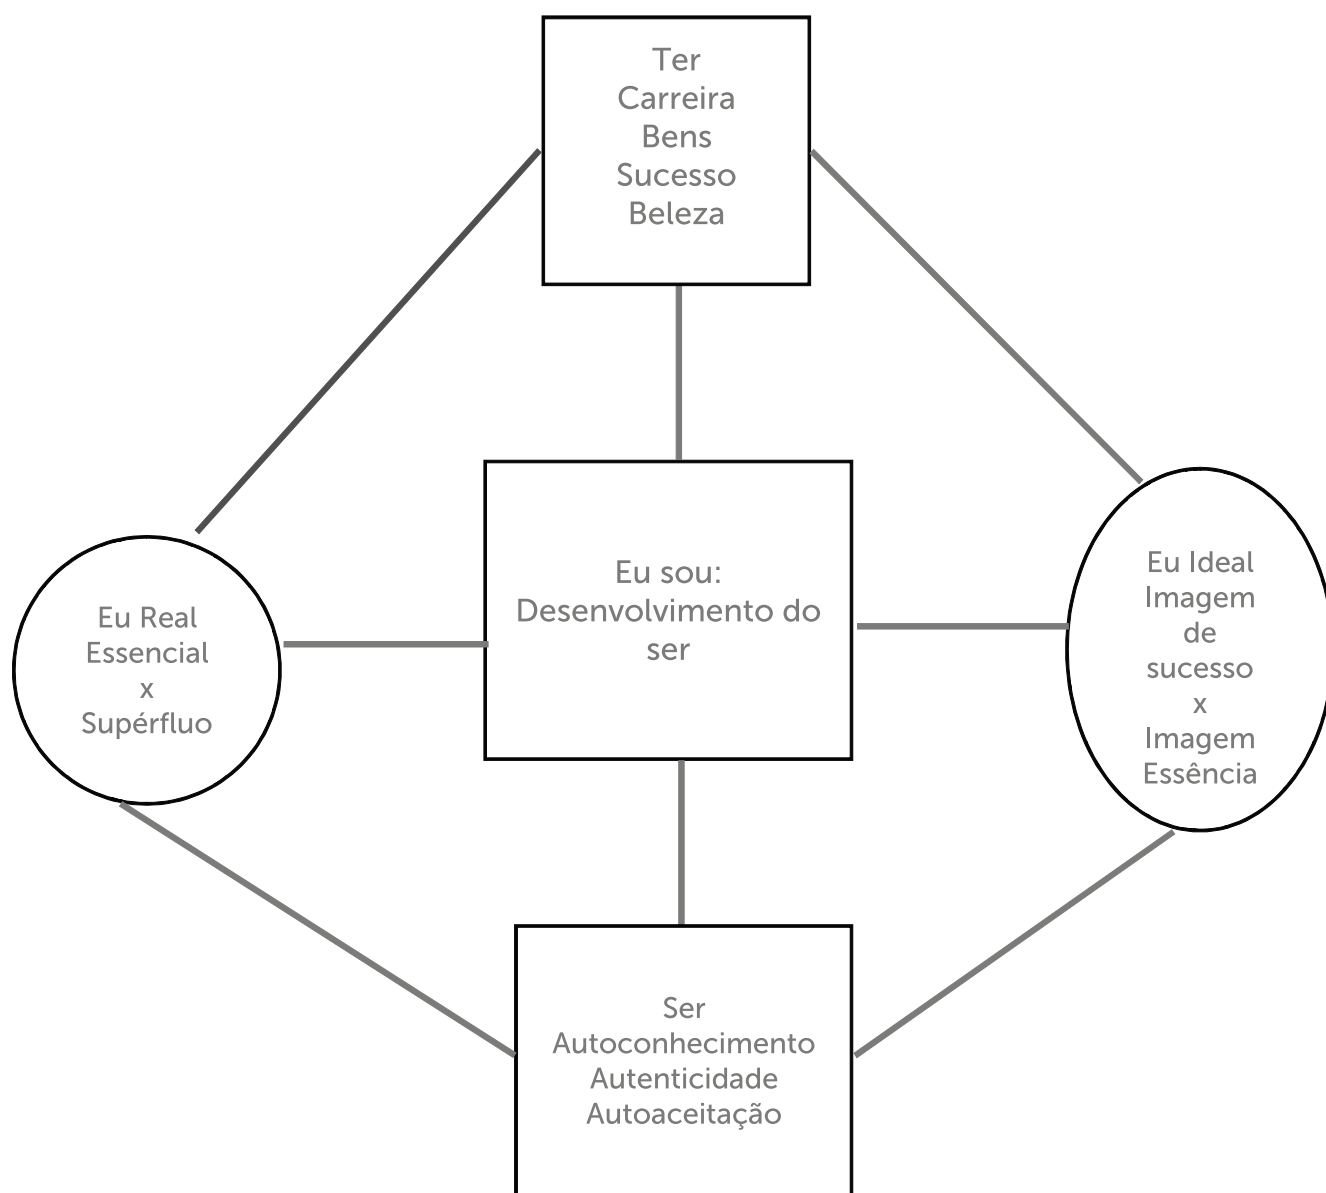 Ter
Carreira
Bens
Sucesso
Beleza
Eu sou:
Desenvolvimento do
ser
Eu Real
Essencial
x
Supérfluo
Eu Ideal
Imagem
de
sucesso
x
Imagem
Essência
Ser
Autoconhecimento
Autenticidade
Autoaceitação